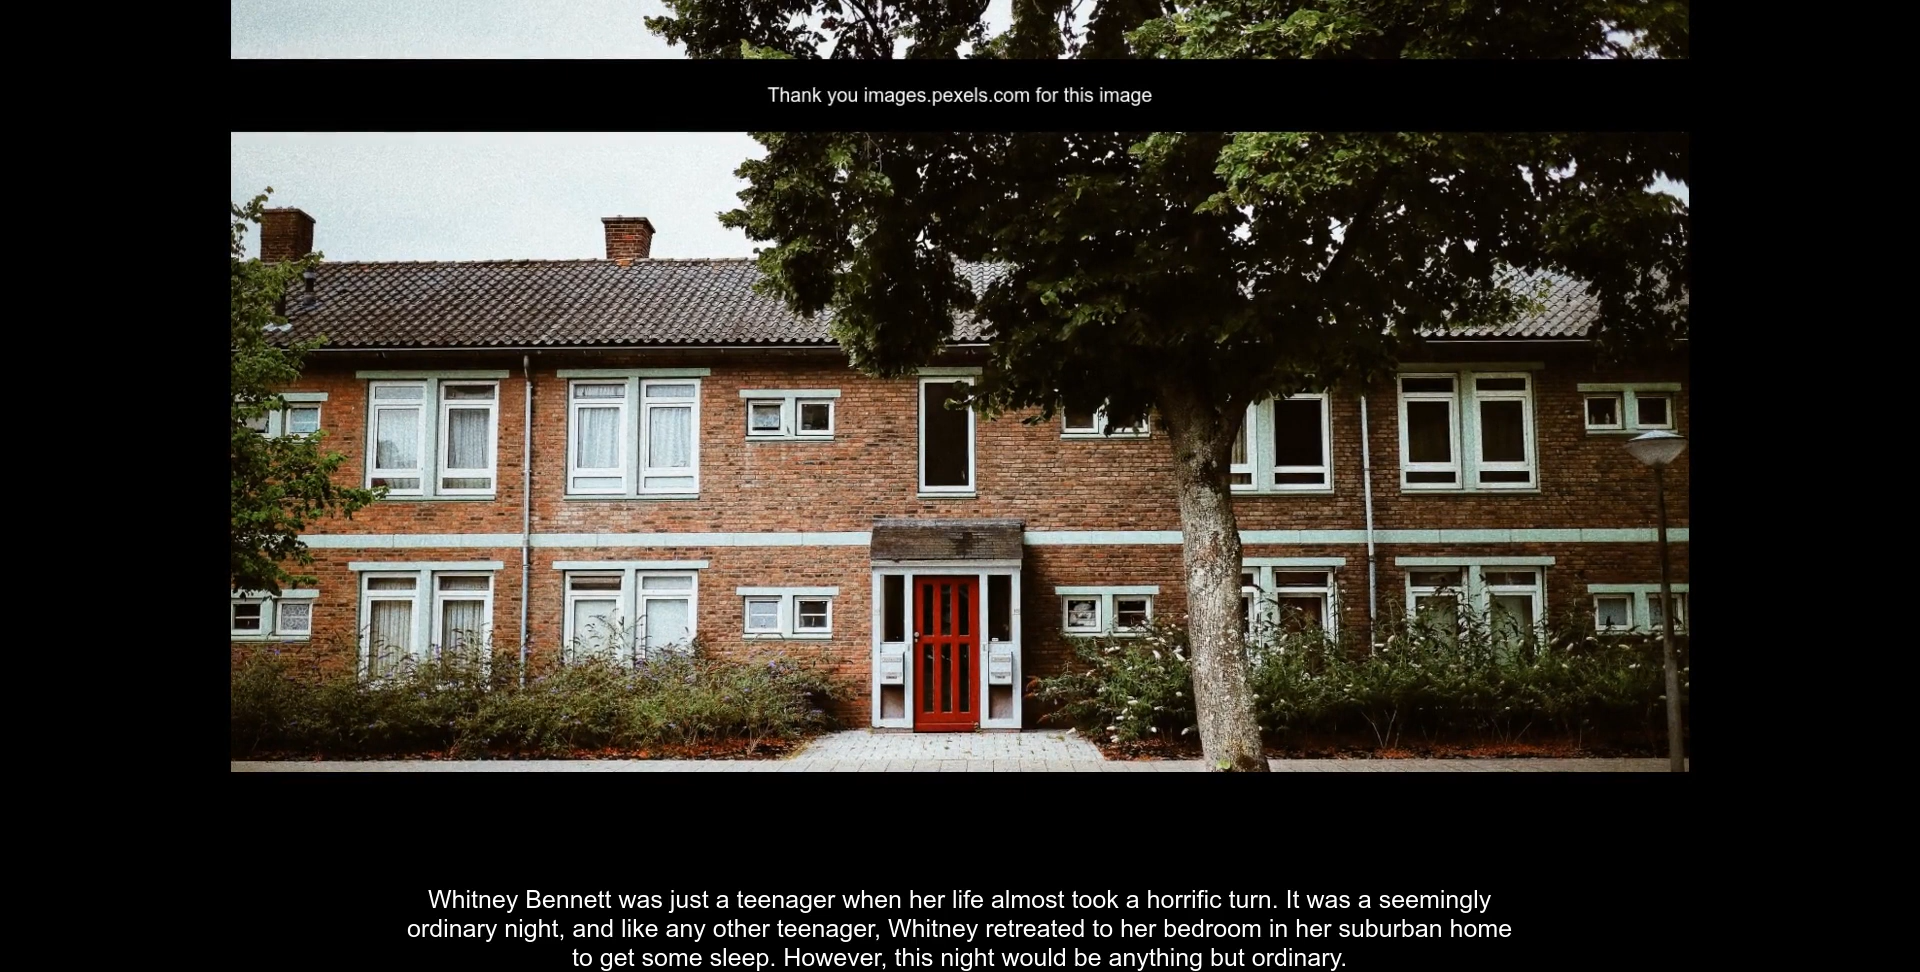 Thank you images.pexels.com for this image
Whitney Bennett was just a teenager when her life almost took a horrific turn. It was a seemingly
ordinary night, and like any other teenager, Whitney retreated to her bedroom in her suburban home
to get some sleep. However, this night would be anything but ordinary.